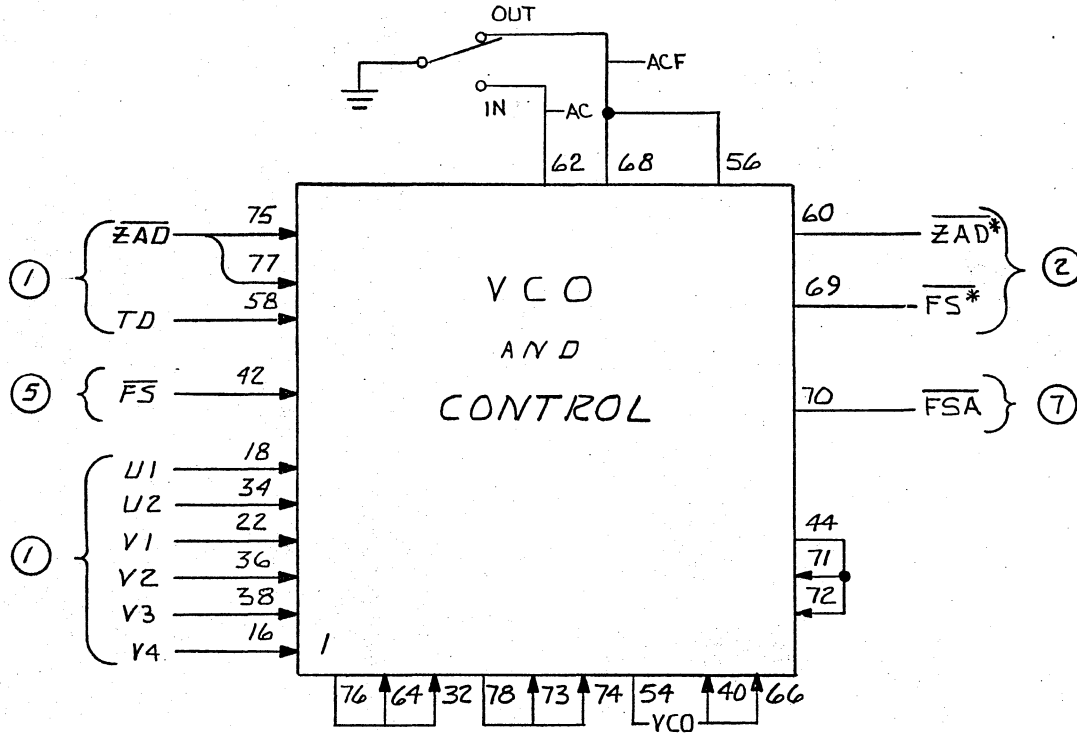 OUT
ACF
IN
AC
62 68 56
① ZAD 75
77
TD 58
⑤ FS 42
① U1 18
U2 34
V1 22
V2 36
V3 38
V4 16
VCO
AND
CONTROL
1
60 ZAD* ②
69 FS*
70 FSA ⑦
44
71
72
76 64 32 78 73 74 54 40 66
VCO